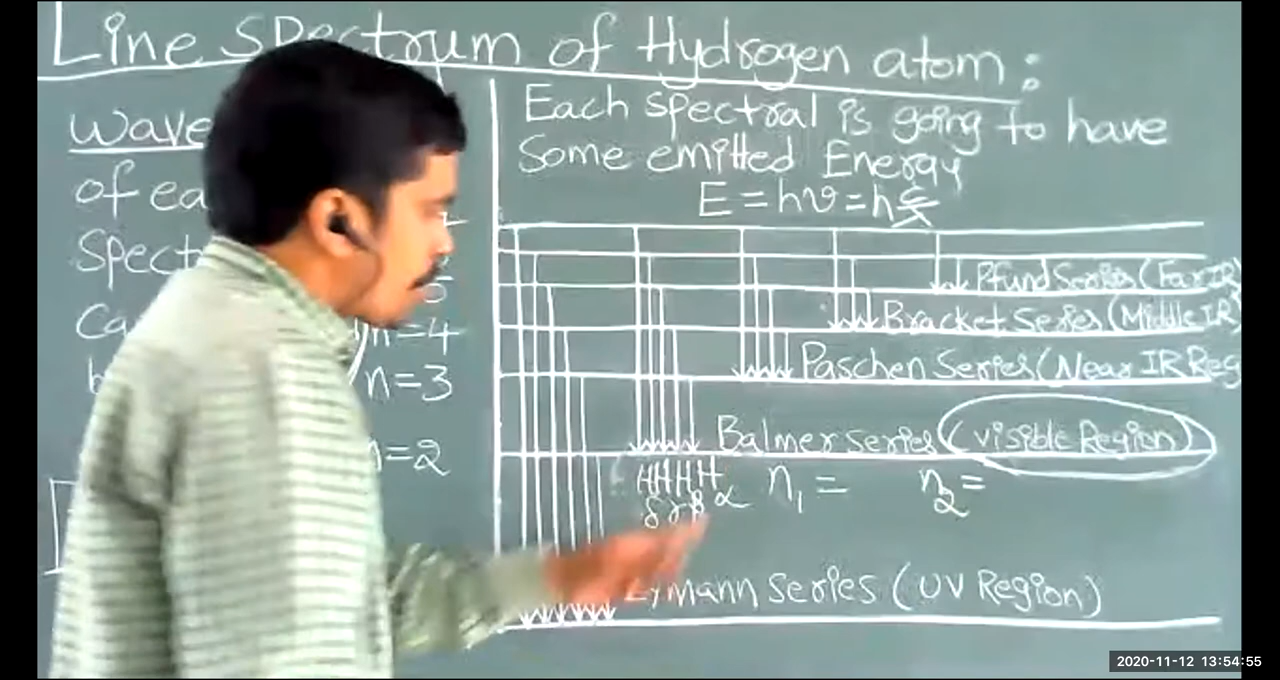 Line Spectrum of Hydrogen atom:
wave
of ea
Spect
Ca
n=4
n=3
n=2
Each spectral is going to have
Some emitted Energy
E = hν = h c/λ
Pfund Series (Far IR
Bracket Series (Middle IR)
Paschen Series (Near IR Reg
Balmer series (visible Region)
H H H H
δ γ β α
n₁ = n₂ =
Lymann Series (UV Region)
2020-11-12 13:54:55